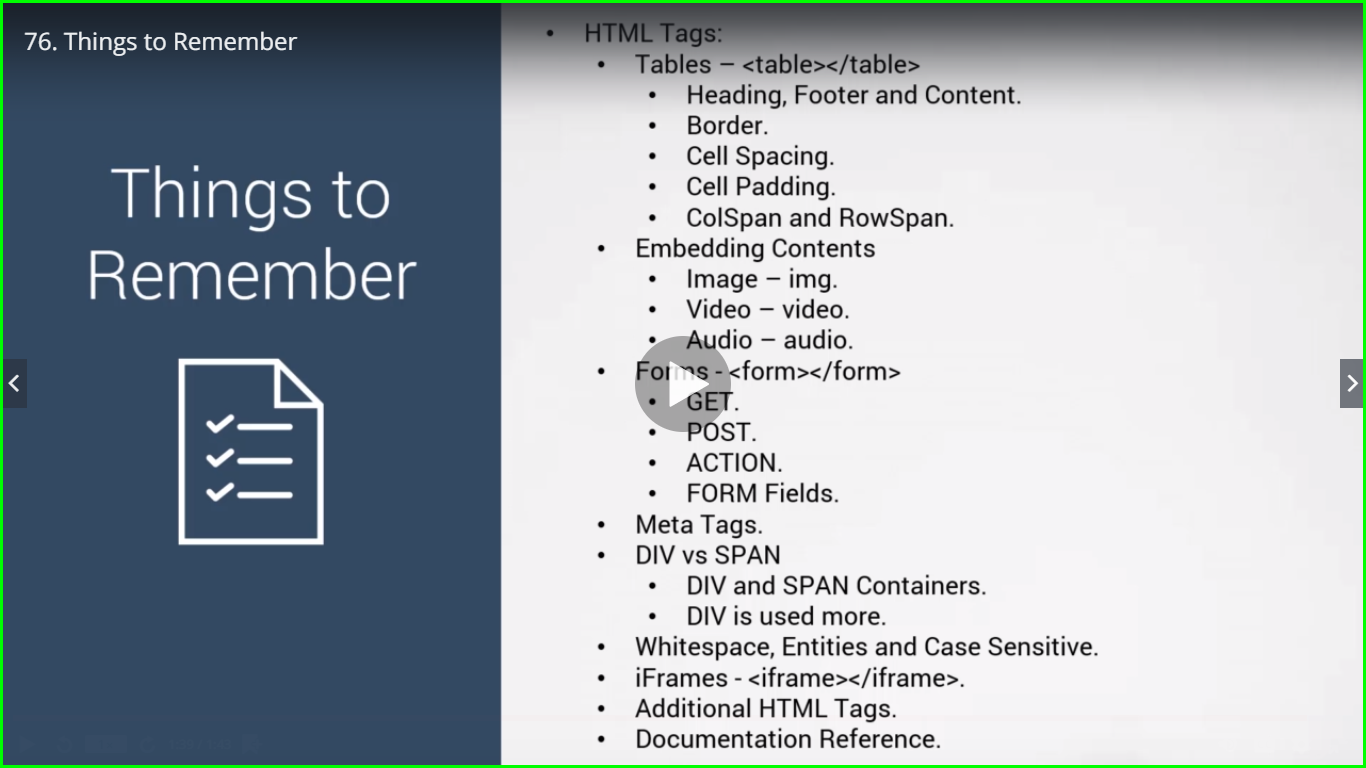 76. Things to Remember
Things to
Remember
• HTML Tags:
• Tables – <table></table>
• Heading, Footer and Content.
• Border.
• Cell Spacing.
• Cell Padding.
• ColSpan and RowSpan.
• Embedding Contents
• Image – img.
• Video – video.
• Audio – audio.
• Forms - <form></form>
• GET.
• POST.
• ACTION.
• FORM Fields.
• Meta Tags.
• DIV vs SPAN
• DIV and SPAN Containers.
• DIV is used more.
• Whitespace, Entities and Case Sensitive.
• iFrames - <iframe></iframe>.
• Additional HTML Tags.
• Documentation Reference.